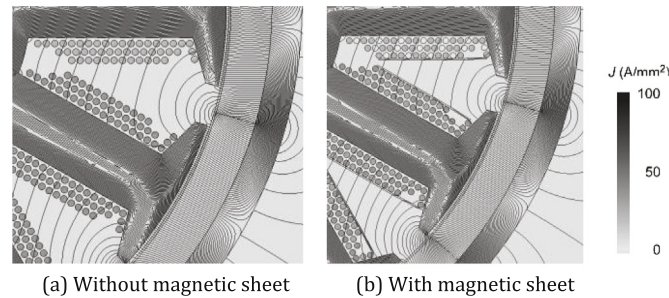 J (A/mm²)
100
50
0
(a) Without magnetic sheet
(b) With magnetic sheet